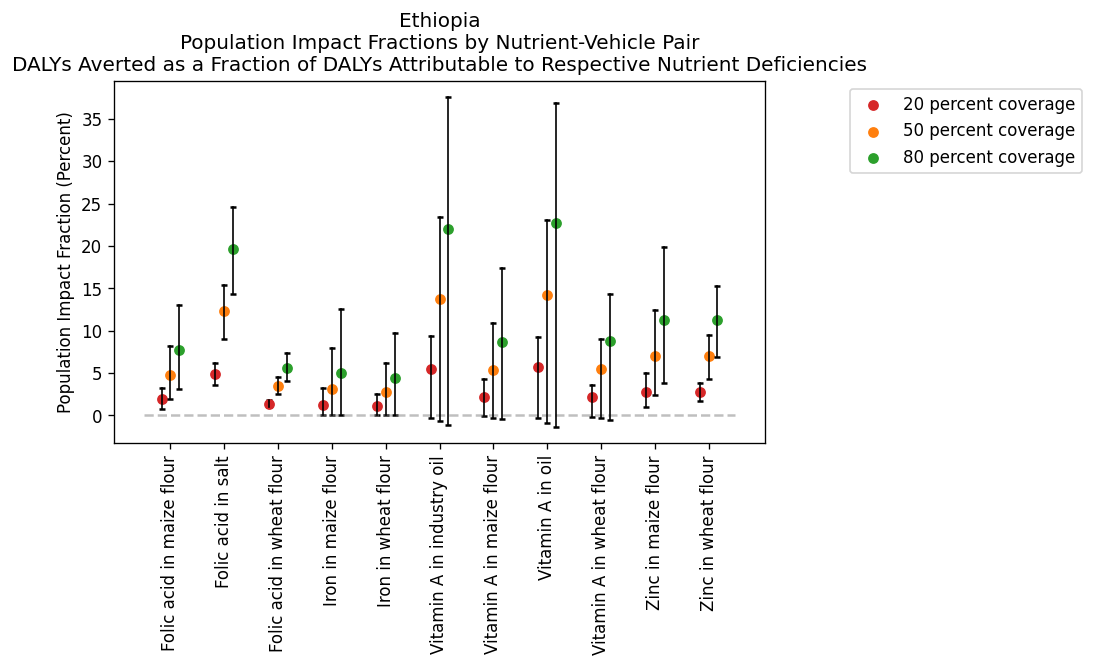 Ethiopia
Population Impact Fractions by Nutrient-Vehicle Pair
DALYs Averted as a Fraction of DALYs Attributable to Respective Nutrient Deficiencies
20 percent coverage
50 percent coverage
80 percent coverage
Population Impact Fraction (Percent)
35
30
25
20
15
10
5
0
Folic acid in maize flour
Folic acid in salt
Folic acid in wheat flour
Iron in maize flour
Iron in wheat flour
Vitamin A in industry oil
Vitamin A in maize flour
Vitamin A in oil
Vitamin A in wheat flour
Zinc in maize flour
Zinc in wheat flour